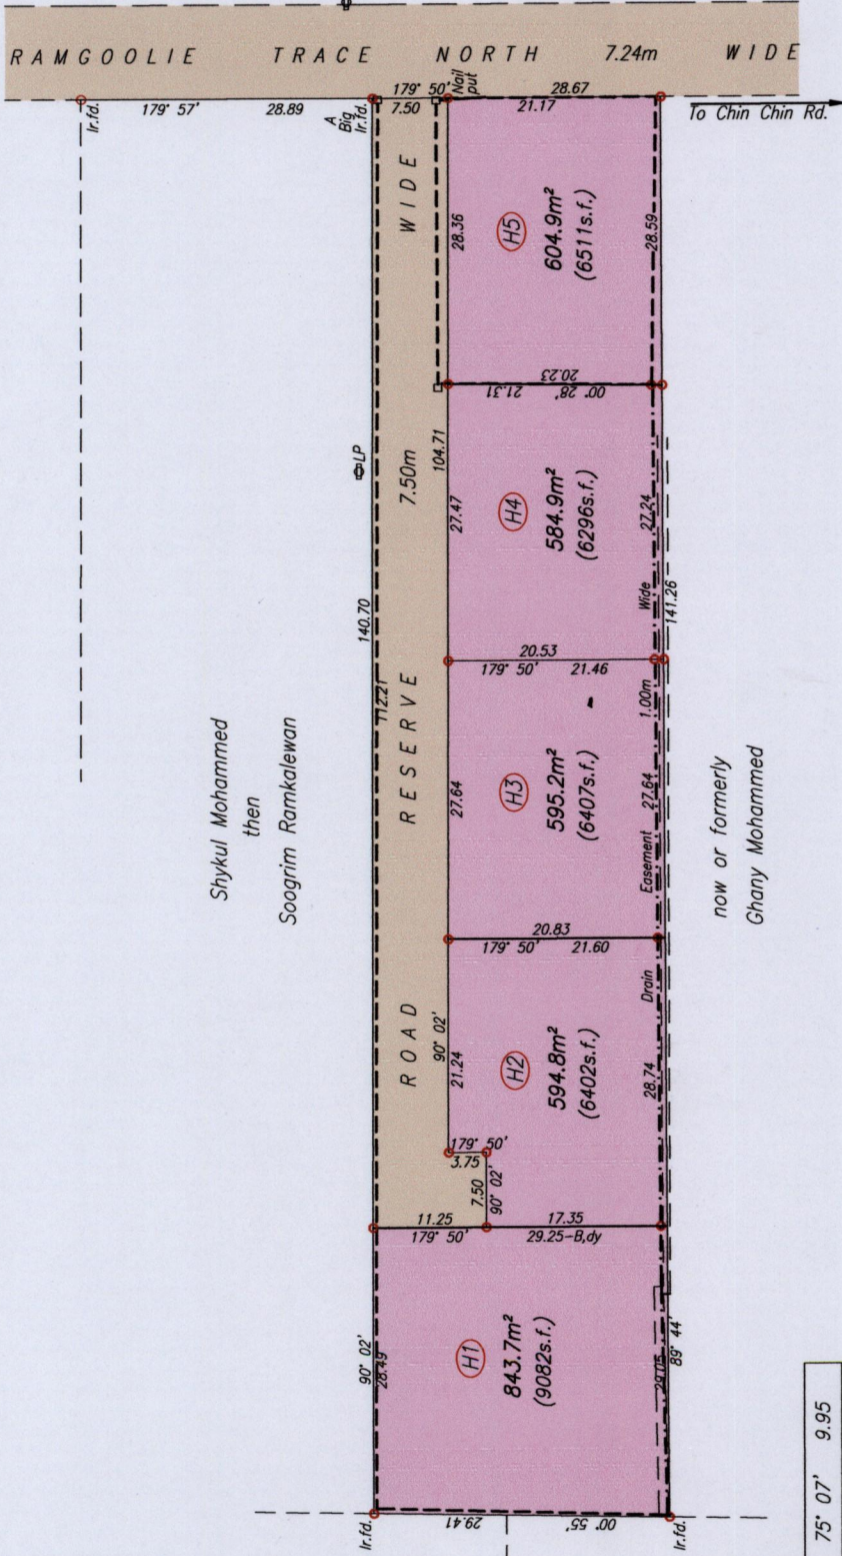 RAMGOOLIE TRACE NORTH 7.24m WIDE
Ir.fd.
179° 57' 28.89
A
Big
Ir.fd.
179° 50'
7.50
Nail
put
28.67
21.17
To Chin Chin Rd.
WIDE
28.36
H5
604.9m²
(6511s.f.)
28.59
20.23
00° 28' 21.31
LP
7.50m
104.71
27.47
H4
584.9m²
(6296s.f.)
27.24
Wide
141.26
140.70
112.21
20.53
179° 50' 21.46
RESERVE
27.64
H3
595.2m²
(6407s.f.)
1.00m
27.64
Easement
Shykul Mohammed
then
Soogrim Ramkalewan
now or formerly
Ghany Mohammed
20.83
179° 50' 21.60
ROAD
90° 02'
21.24
H2
594.8m²
(6402s.f.)
Drain
28.74
179° 50'
3.75
7.50
90° 02'
11.25
179° 50'
17.35
29.25-B,dy
90° 02'
28.49
H1
843.7m²
(9082s.f.)
29.05
89° 44'
Ir.fd.
29.41
00° 55'
Ir.fd.
75° 07' 9.95